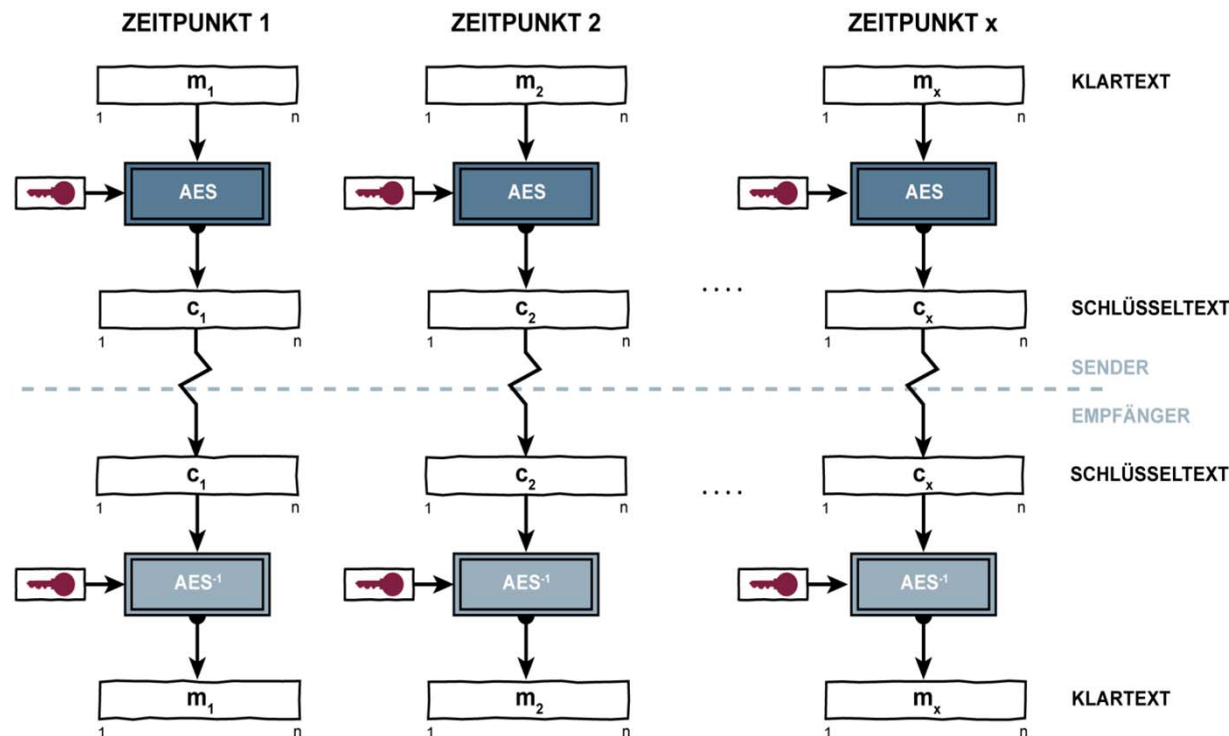 ZEITPUNKT 1 ZEITPUNKT 2 ZEITPUNKT x
m₁ m₂ mₓ KLARTEXT
1 n 1 n 1 n
AES AES AES
....
c₁ c₂ cₓ SCHLÜSSELTEXT
1 n 1 n 1 n
SENDER
EMPFÄNGER
c₁ c₂ .... cₓ SCHLÜSSELTEXT
1 n 1 n 1 n
AES⁻¹ AES⁻¹ AES⁻¹
m₁ m₂ mₓ KLARTEXT
1 n 1 n 1 n